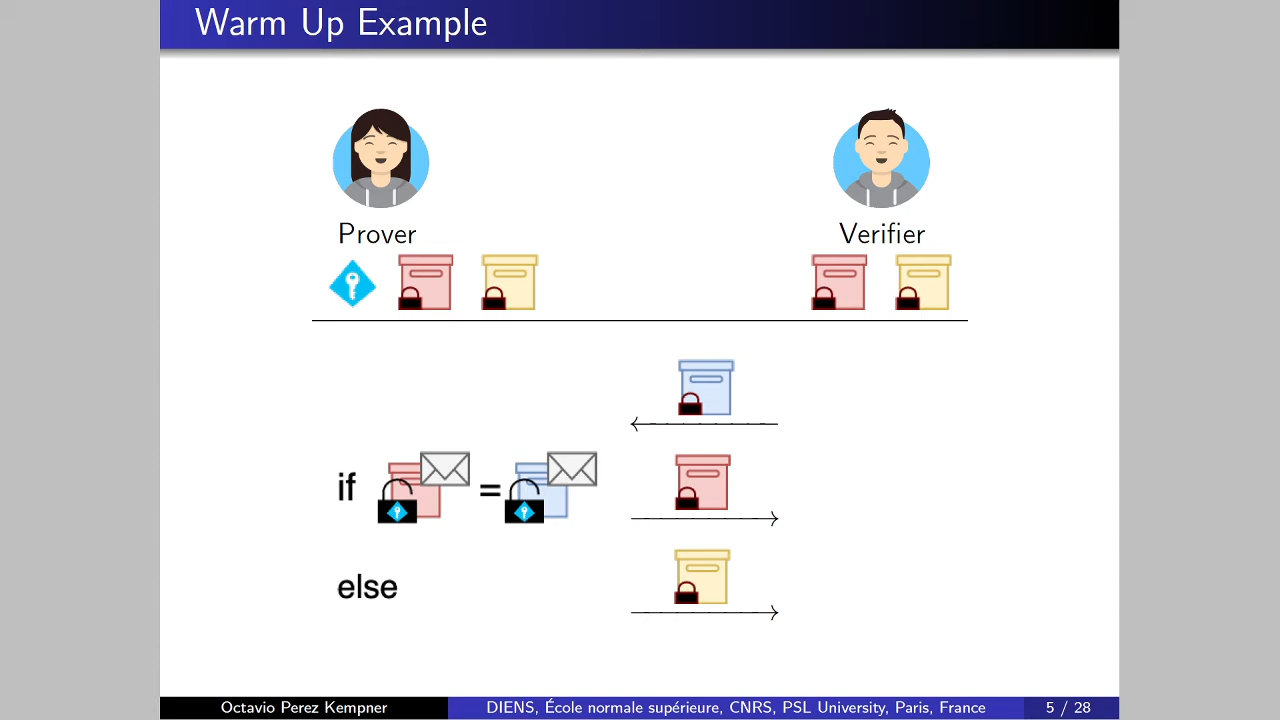 Warm Up Example
Prover
Verifier
if
=
else
Octavio Perez Kempner
DIENS, École normale supérieure, CNRS, PSL University, Paris, France
5 / 28